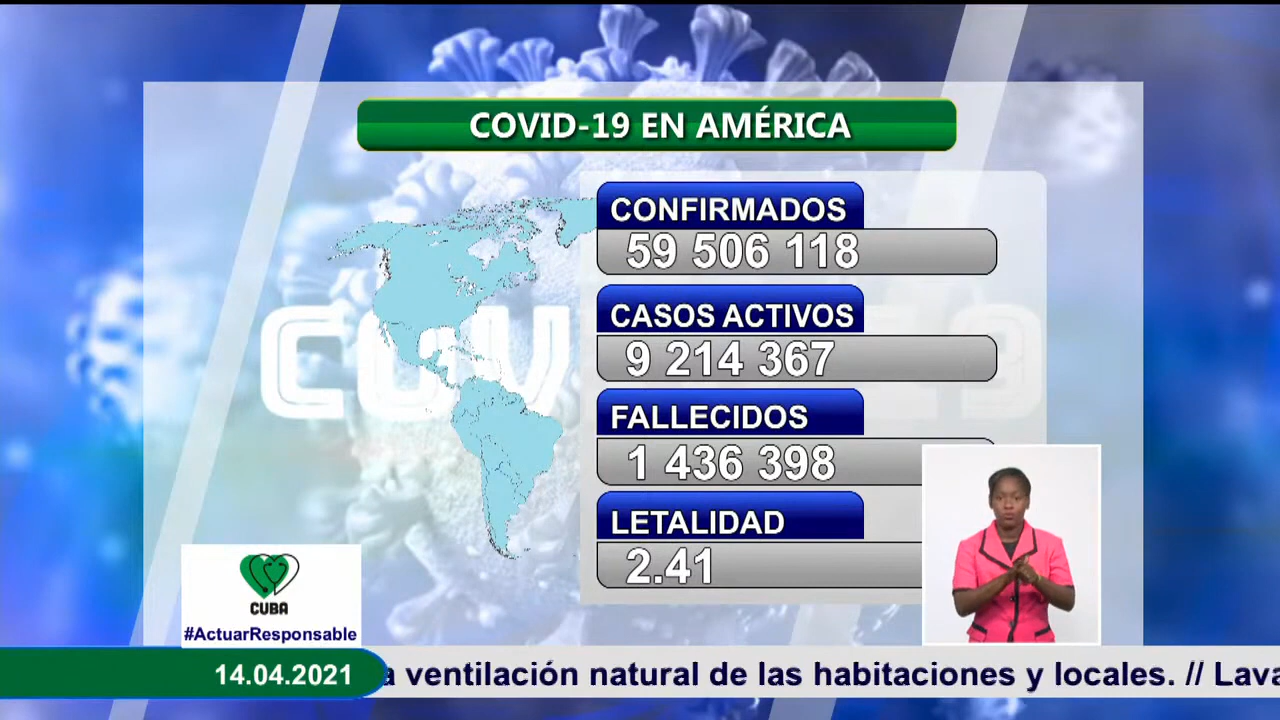 COVID-19 EN AMÉRICA
CONFIRMADOS
59 506 118
CASOS ACTIVOS
9 214 367
FALLECIDOS
1 436 398
LETALIDAD
2.41
CUBA
#ActuarResponsable
14.04.2021
ventilación natural de las habitaciones y locales. //